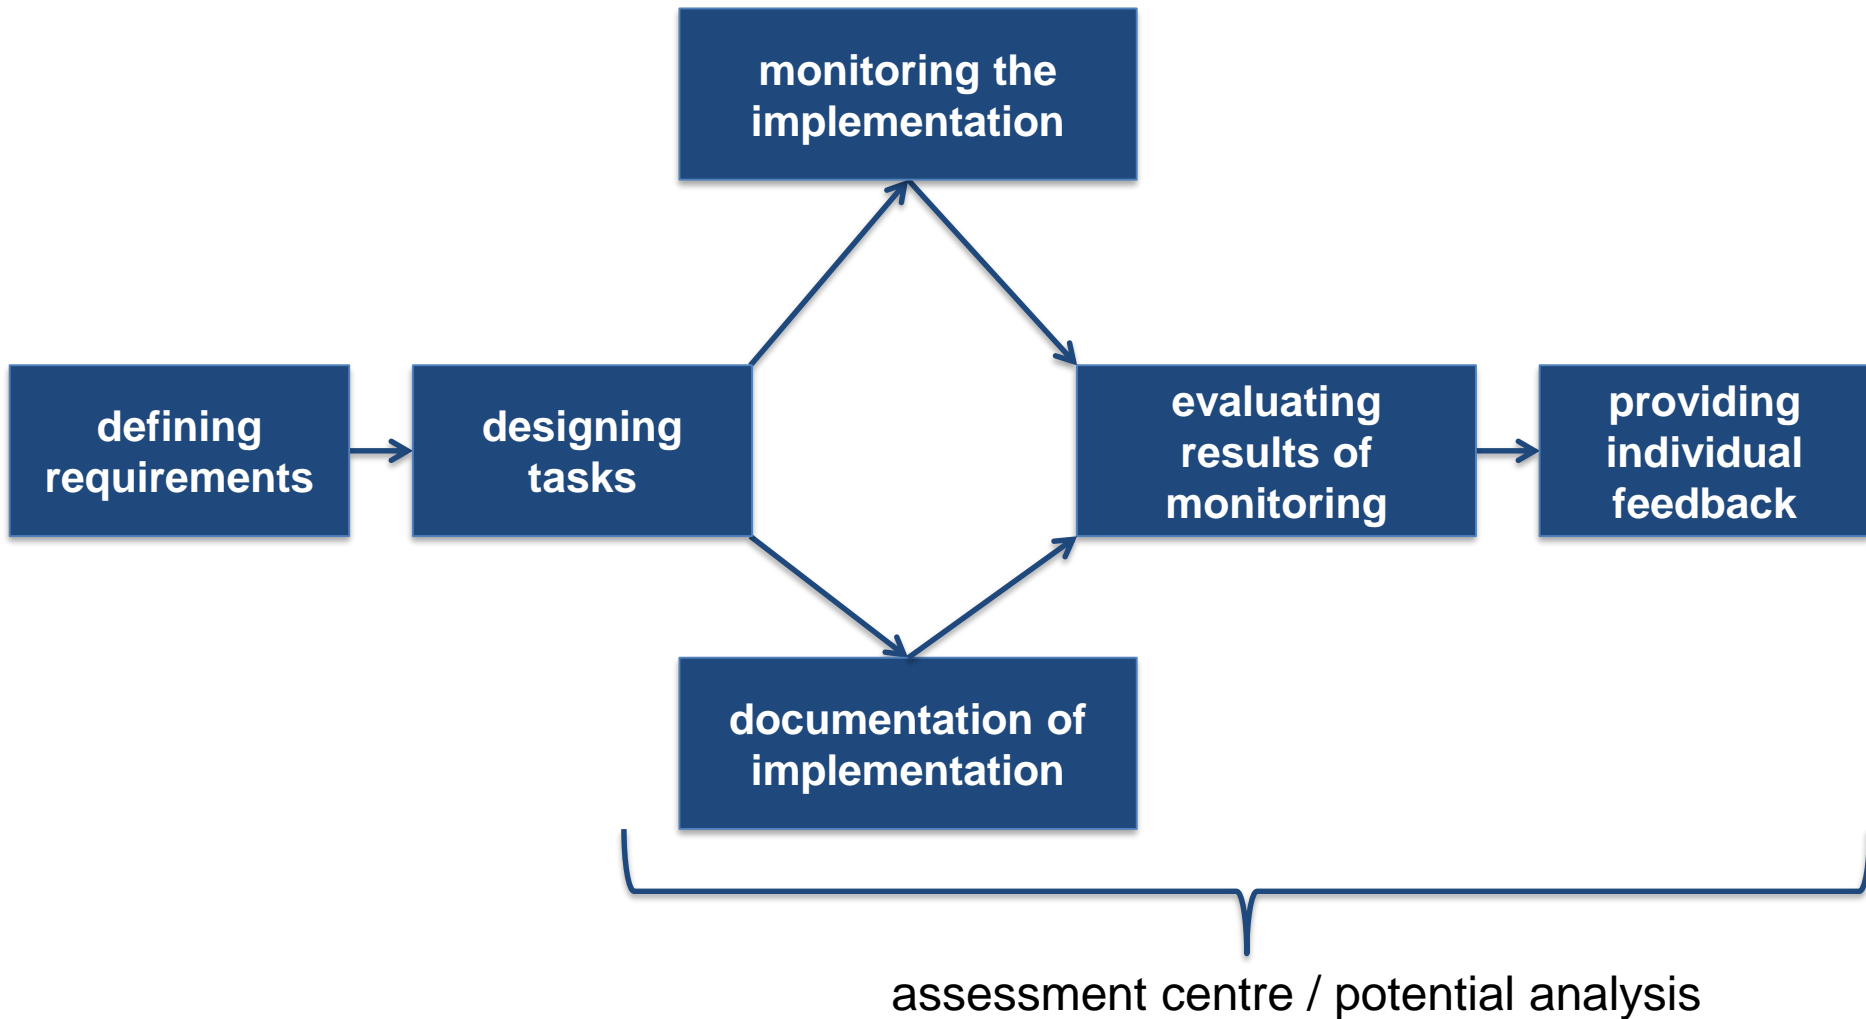 monitoring the
implementation
defining
requirements
designing
tasks
evaluating
results of
monitoring
providing
individual
feedback
documentation of
implementation
assessment centre / potential analysis